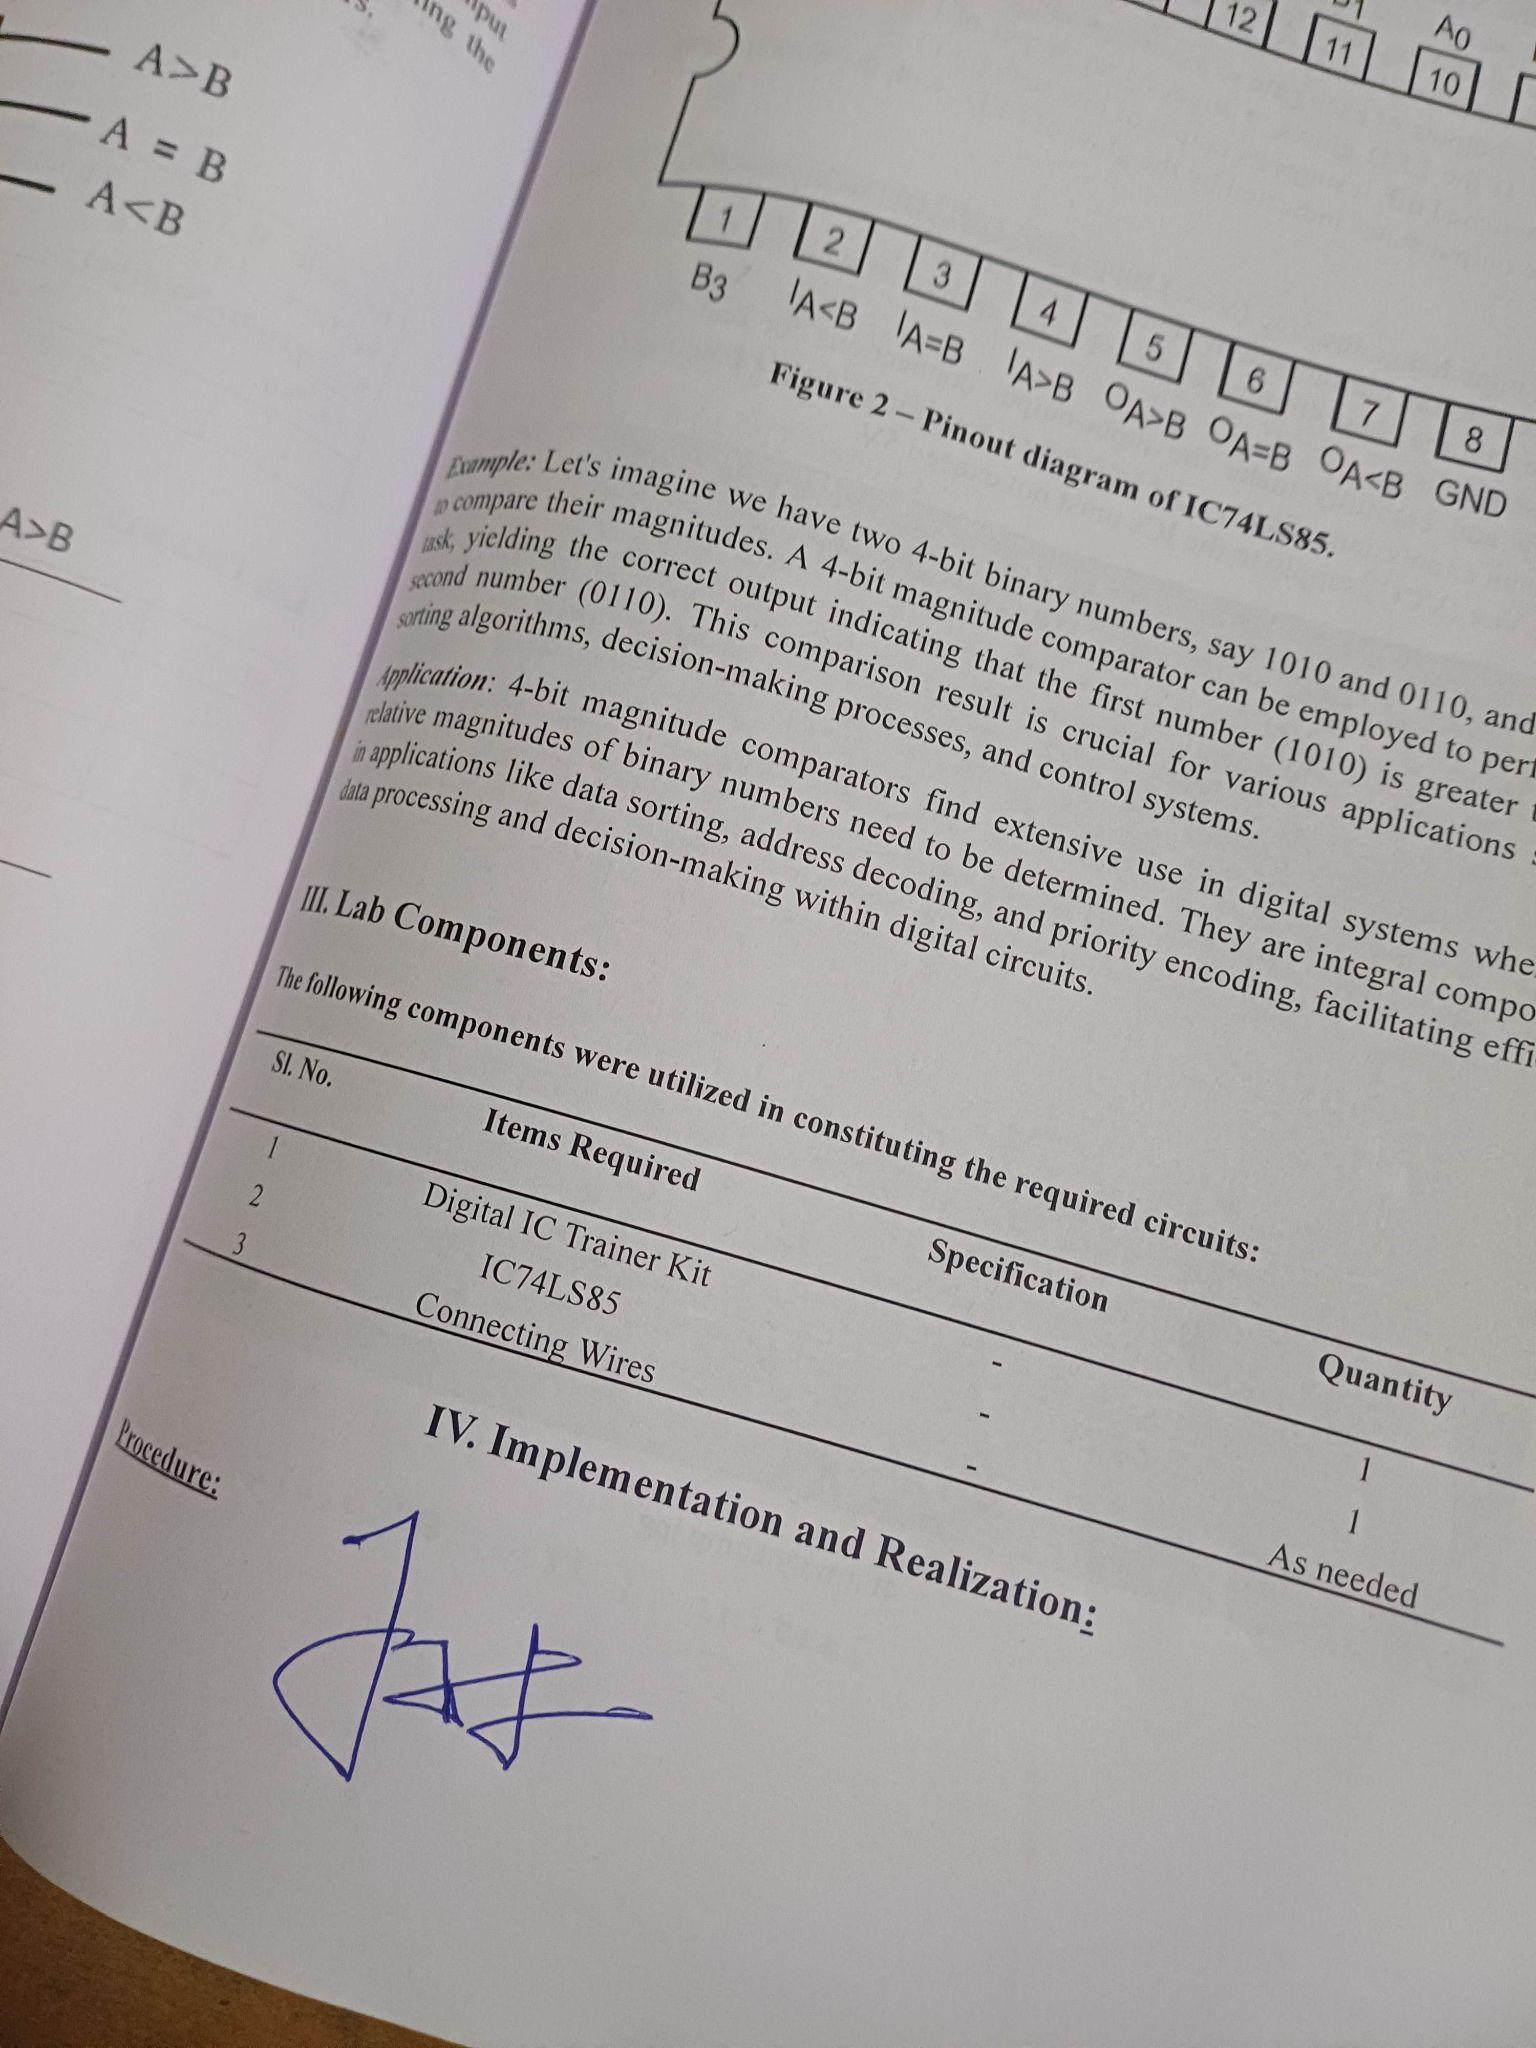 A>B
A = B
A<B
A>B
ing the
12
11
10
A0
1
2
3
4
5
6
7
8
B3
IA<B
IA=B
IA>B
OA>B
OA=B
OA<B
GND
Figure 2 – Pinout diagram of IC74LS85.
Example: Let's imagine we have two 4-bit binary numbers, say 1010 and 0110, and
to compare their magnitudes. A 4-bit magnitude comparator can be employed to
task, yielding the correct output indicating that the first number (1010) is greater
second number (0110). This comparison result is crucial for various applications
sorting algorithms, decision-making processes, and control systems.
Application: 4-bit magnitude comparators find extensive use in digital systems
relative magnitudes of binary numbers need to be determined. They are integral
in applications like data sorting, address decoding, and priority encoding, facilitating
data processing and decision-making within digital circuits.
III. Lab Components:
The following components were utilized in constituting the required circuits:
Sl. No. Items Required Specification Quantity
1 Digital IC Trainer Kit - 1
2 IC74LS85 - 1
3 Connecting Wires - As needed
IV. Implementation and Realization:
Procedure: